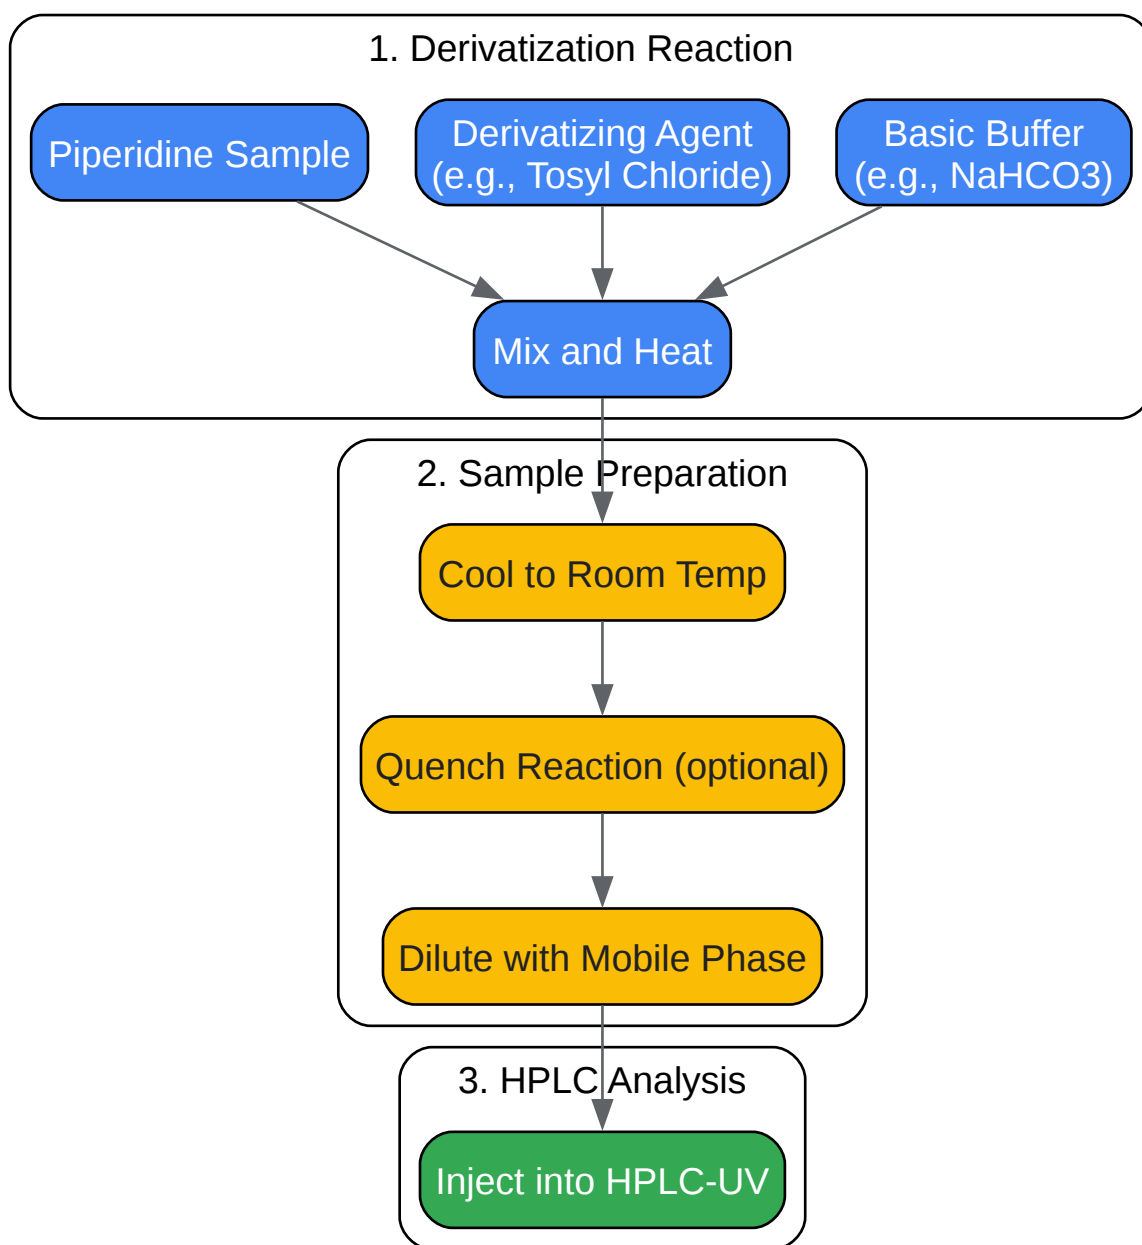 1. Derivatization Reaction
Piperidine Sample
Derivatizing Agent
(e.g., Tosyl Chloride)
Basic Buffer
(e.g., NaHCO3)
Mix and Heat
2. Sample Preparation
Cool to Room Temp
Quench Reaction (optional)
Dilute with Mobile Phase
3. HPLC Analysis
Inject into HPLC-UV